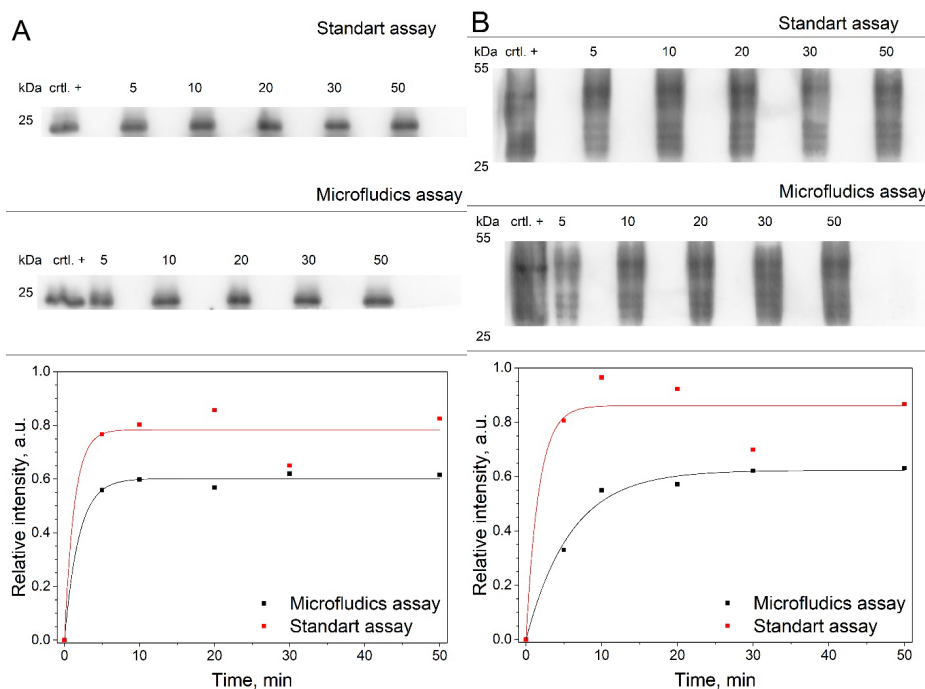 A
Standart assay
kDa crtl. + 5 10 20 30 50
25
Microfludics assay
kDa crtl. + 5 10 20 30 50
25
1.0
0.8
0.6
0.4
0.2
0.0
Relative intensity, a.u.
Microfludics assay
Standart assay
0 10 20 30 40 50
Time, min
B
Standart assay
kDa crtl. + 5 10 20 30 50
55
25
Microfludics assay
kDa crtl. + 5 10 20 30 50
55
25
1.0
0.8
0.6
0.4
0.2
0.0
Relative intensity, a.u.
Microfludics assay
Standart assay
0 10 20 30 40 50
Time, min